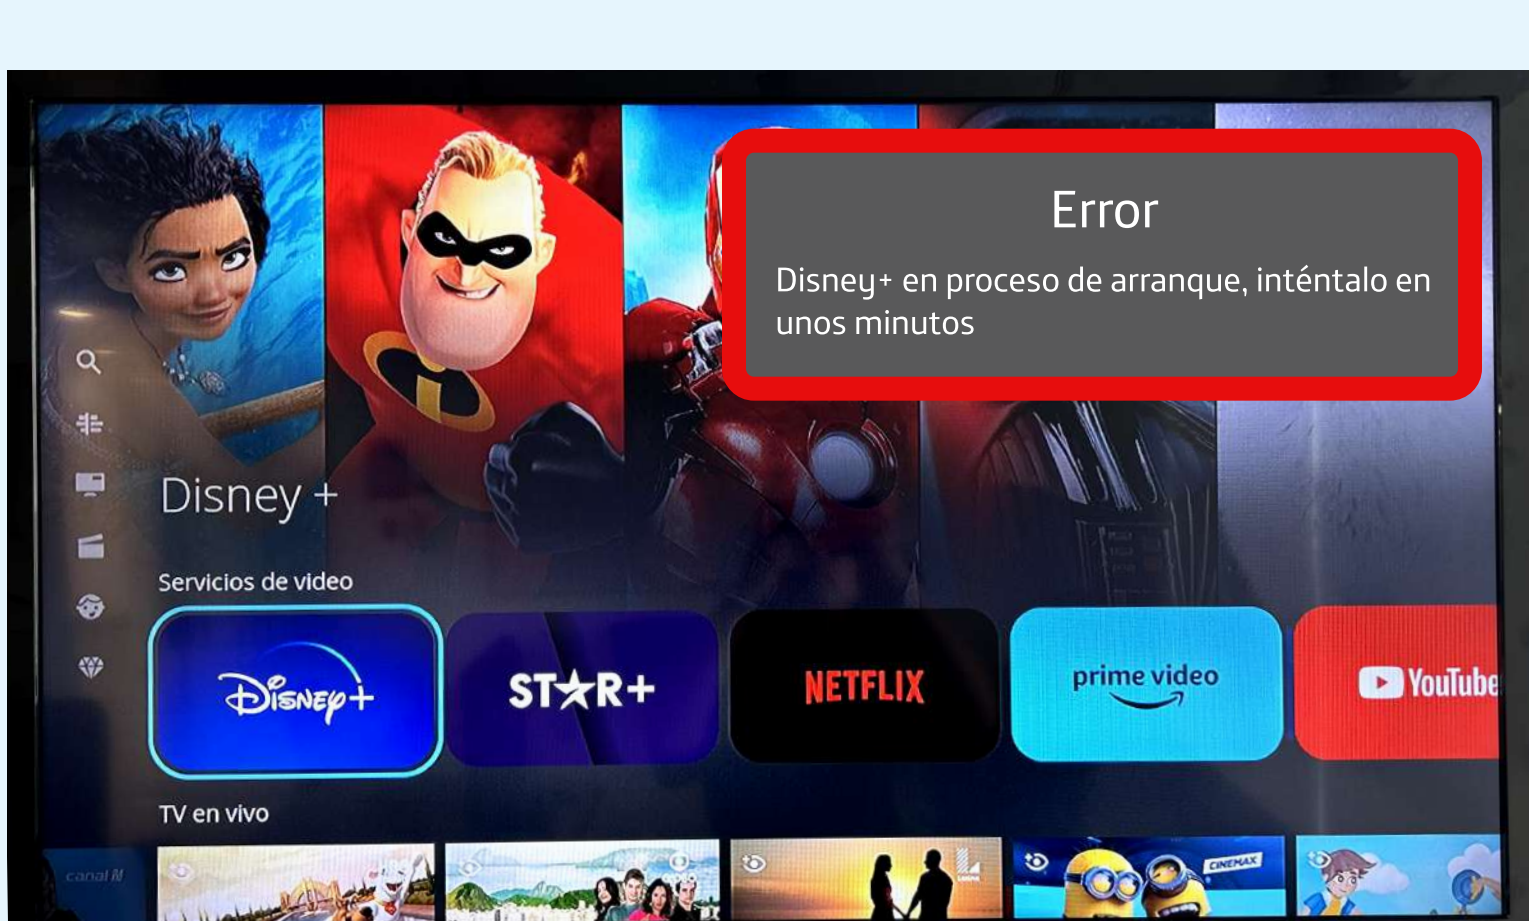 Error
Disney+ en proceso de arranque, inténtalo en
unos minutos
Disney +
Servicios de video
Disney+
STAR+
NETFLIX
prime video
YouTube
TV en vivo
canal
CINEMAX